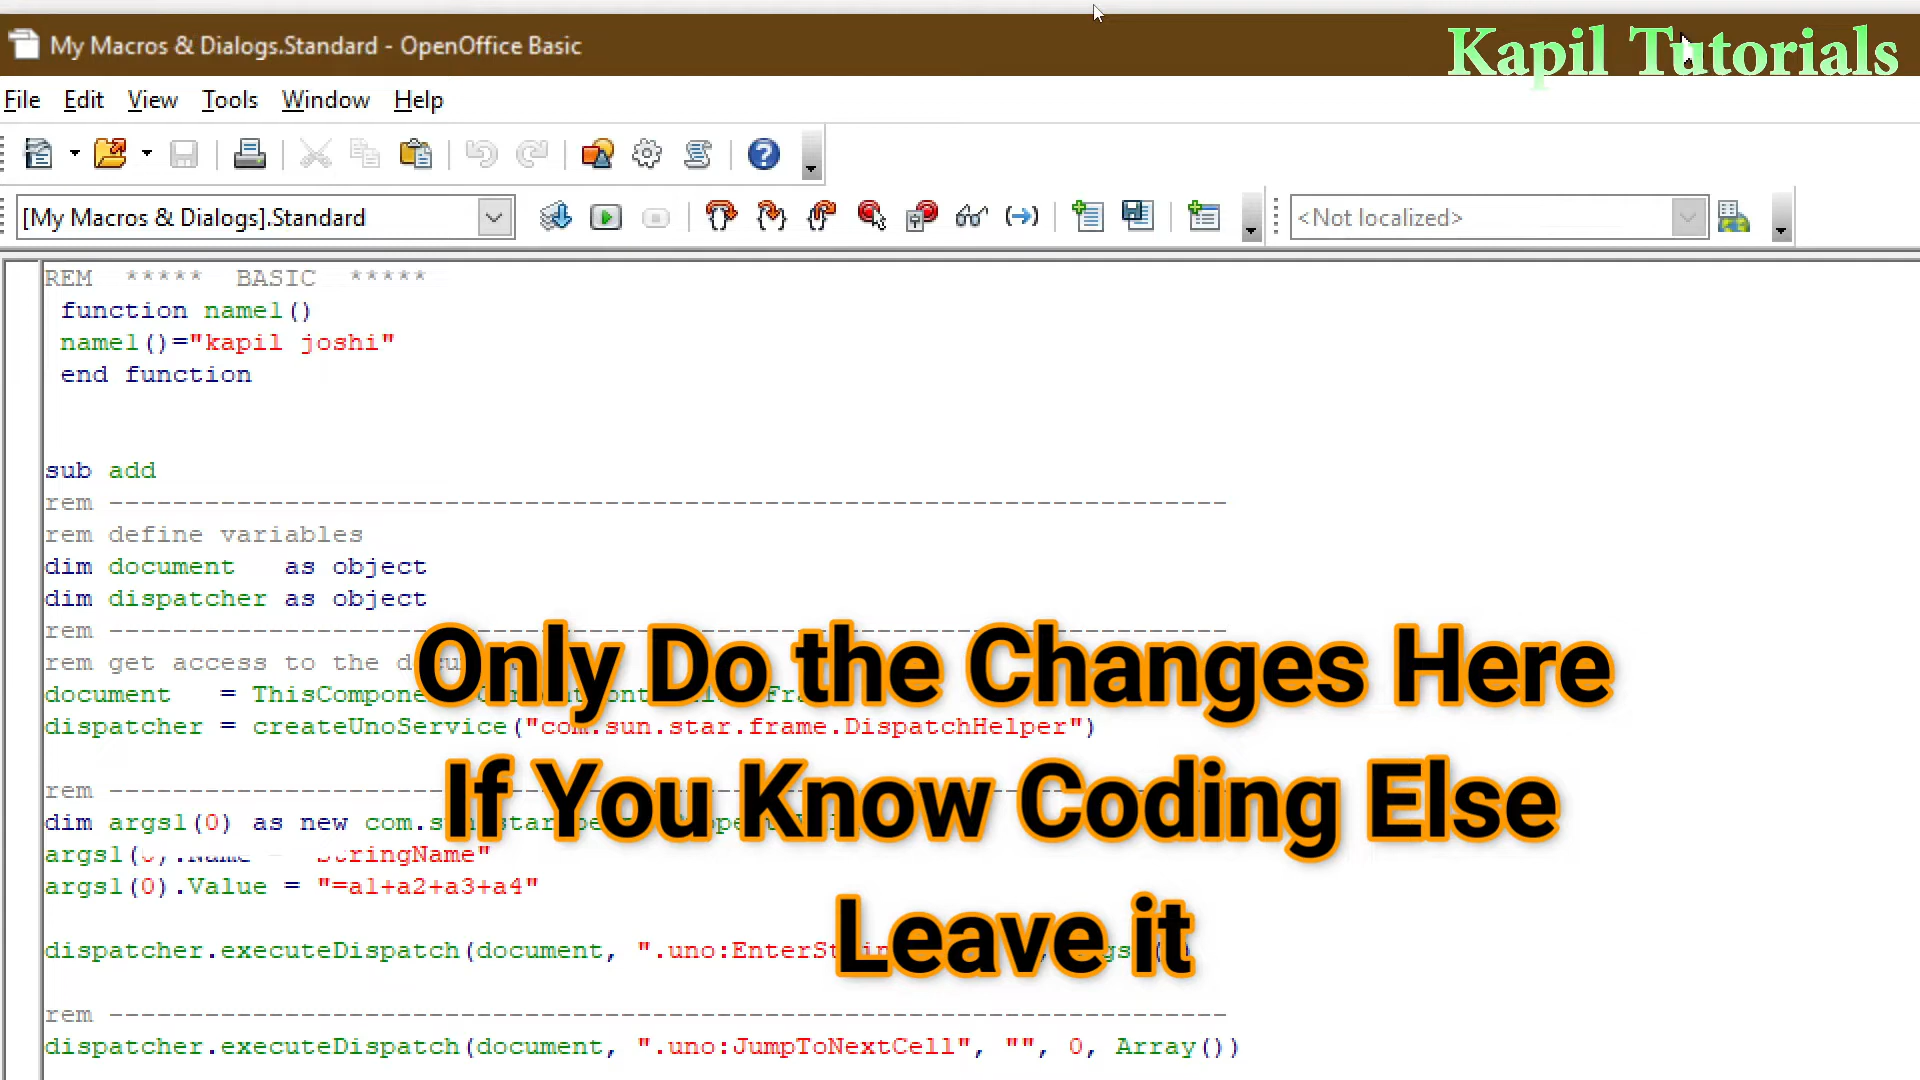 My Macros & Dialogs.Standard - OpenOffice Basic
Kapil Tutorials
File Edit View Tools Window Help
[My Macros & Dialogs].Standard
<Not localized>
REM ***** BASIC *****
function name1()
name1()="kapil joshi"
end function
sub add
rem ----------------------------------------------------------------------
rem define variables
dim document as object
dim dispatcher as object
rem ----------------------------------------------------------------------
rem get access to the
document = ThisCompone
dispatcher = createUnoService("com.sun.star.frame.DispatchHelper")
rem ----------------------------------------------------------------------
dim args1(0) as new
args1(0).Name = "StringName"
args1(0).Value = "=a1+a2+a3+a4"
dispatcher.executeDispatch(document, ".uno:EnterSt
rem ----------------------------------------------------------------------
dispatcher.executeDispatch(document, ".uno:JumpToNextCell", "", 0, Array())
Only Do the Changes Here
If You Know Coding Else
Leave it